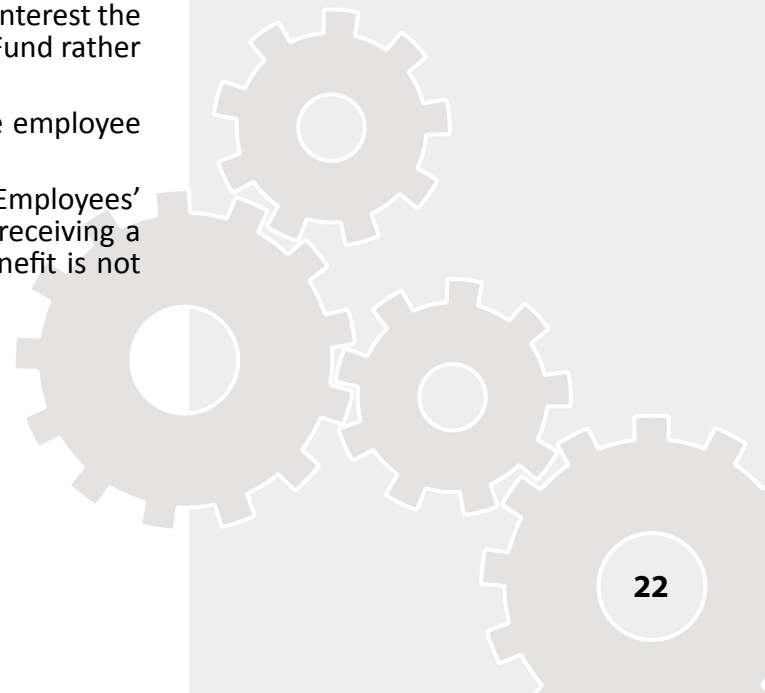 nterest the
Fund rather
employee
Employees’
receiving a
nefit is not
22